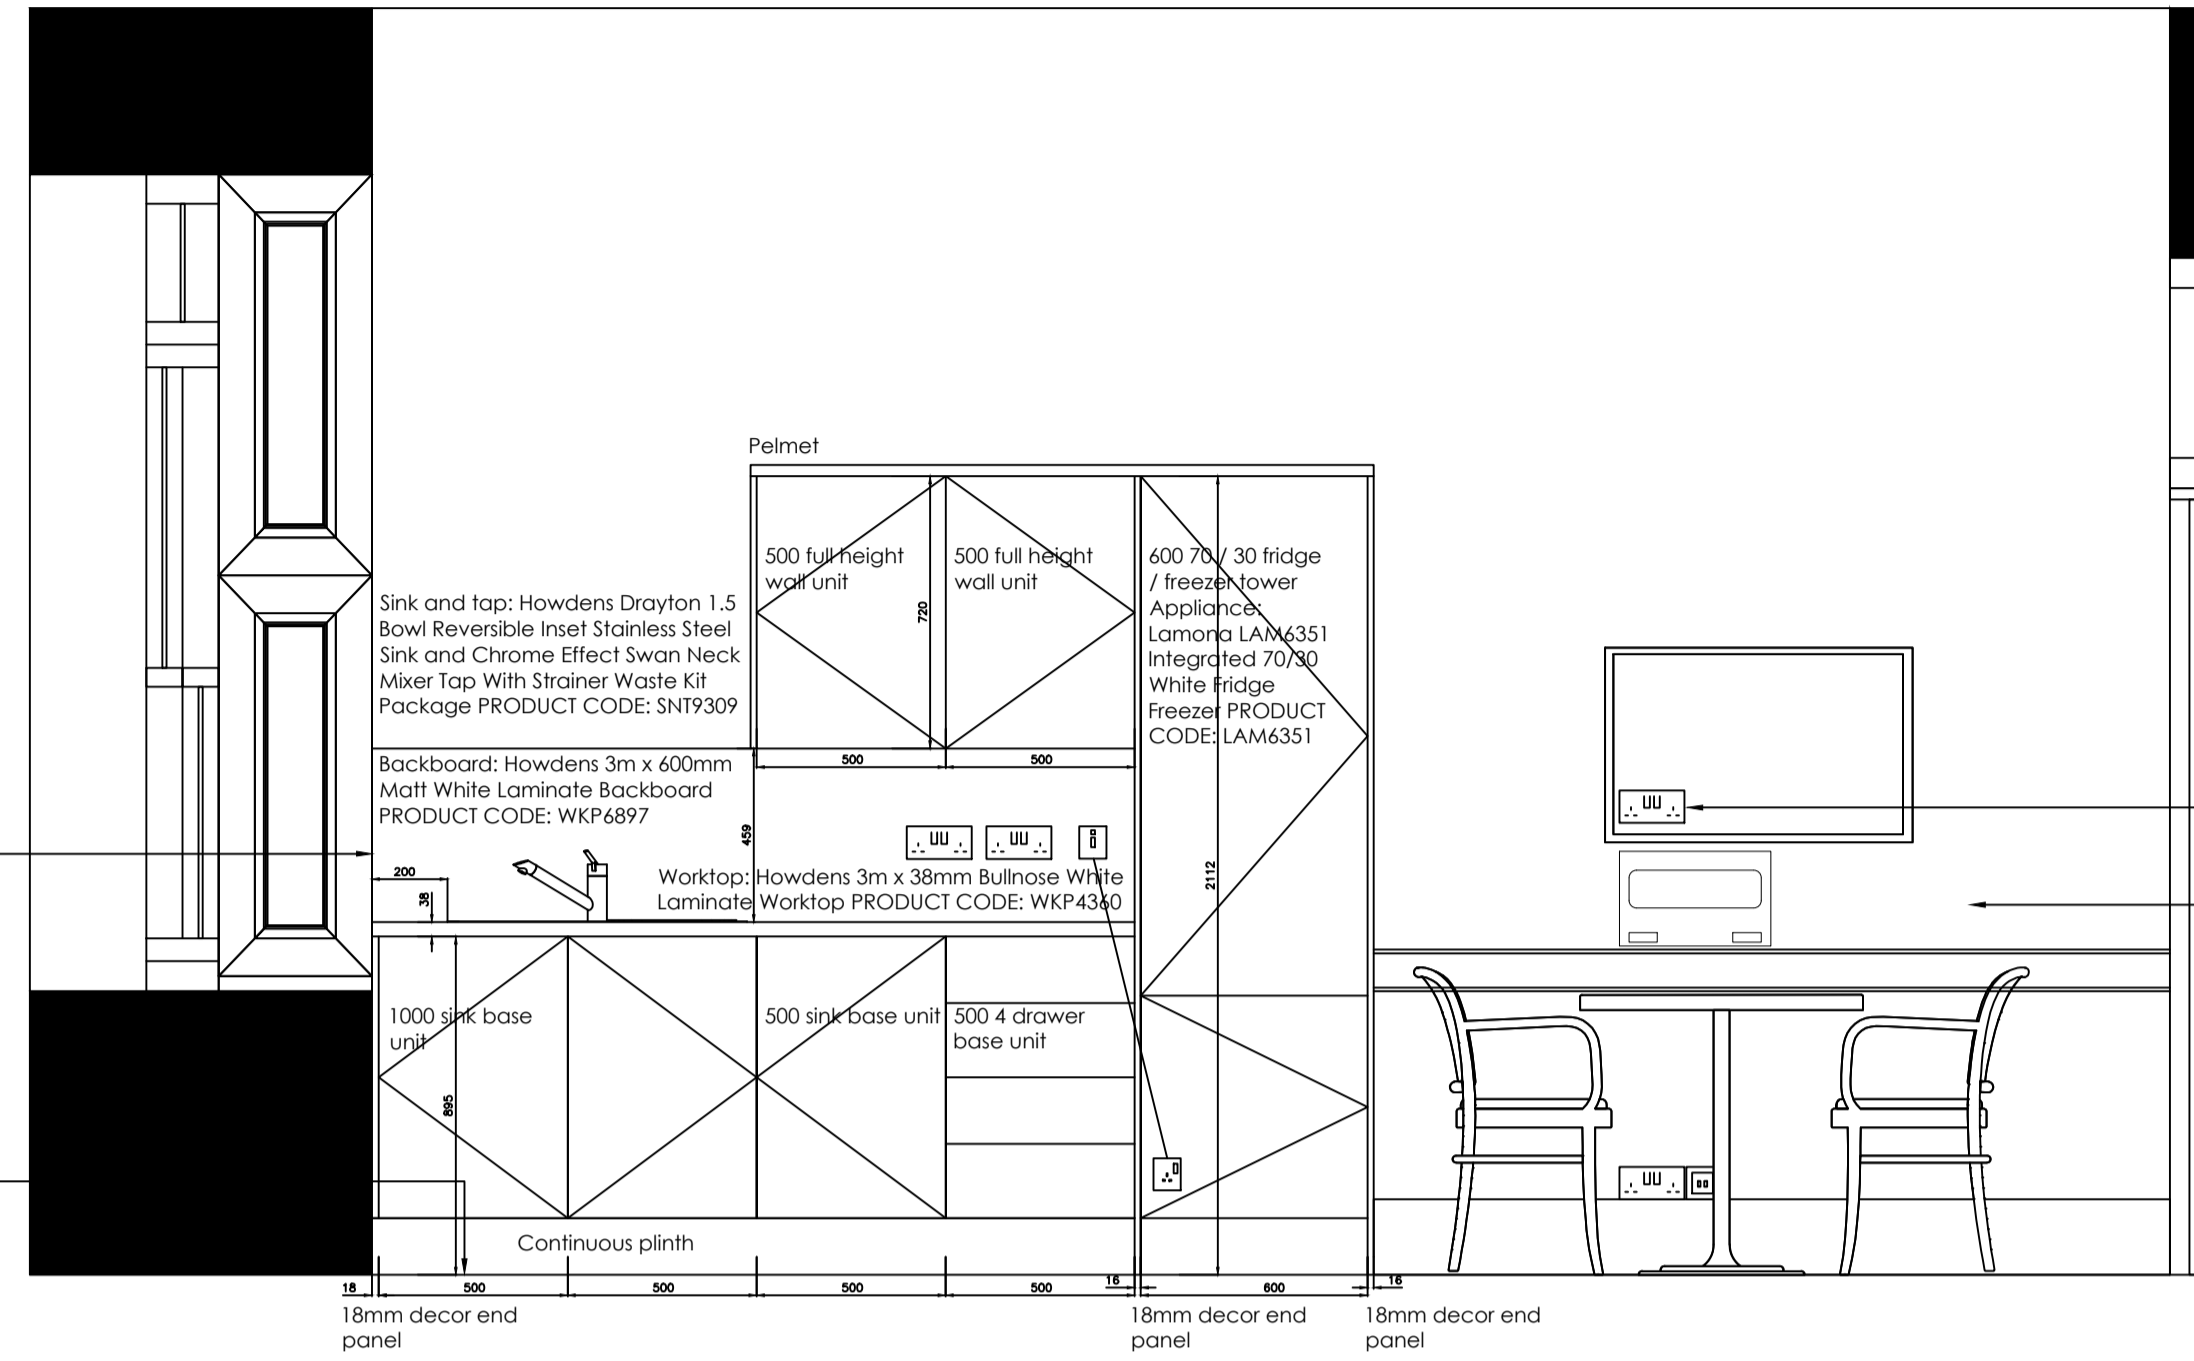 Pelmet
500 full height
wall unit
500 full height
wall unit
600 70 / 30 fridge
/ freezer tower
Appliance:
Lamona LAM6351
Integrated 70/30
White Fridge
Freezer PRODUCT
CODE: LAM6351
720
Sink and tap: Howdens Drayton 1.5
Bowl Reversible Inset Stainless Steel
Sink and Chrome Effect Swan Neck
Mixer Tap With Strainer Waste Kit
Package PRODUCT CODE: SNT9309
500
500
Backboard: Howdens 3m x 600mm
Matt White Laminate Backboard
PRODUCT CODE: WKP6897
459
200
38
2112
Worktop: Howdens 3m x 38mm Bullnose White
Laminate Worktop PRODUCT CODE: WKP4360
1000 sink base
unit
500 sink base unit
500 4 drawer
base unit
895
Continuous plinth
18
500
500
500
500
16
600
16
18mm decor end
panel
18mm decor end
panel
18mm decor end
panel